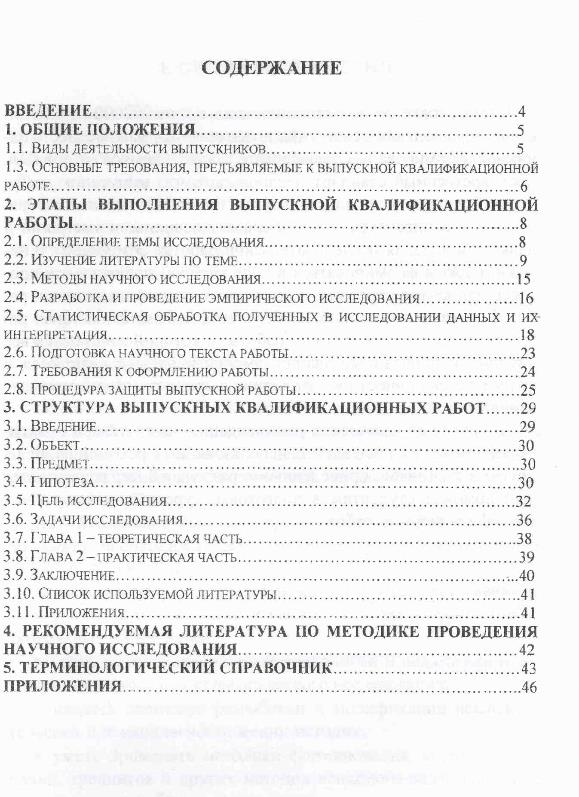 СОДЕРЖАНИЕ
ВВЕДЕНИЕ.....4
1. ОБЩИЕ ПОЛОЖЕНИЯ.....5
1.1. Виды деятельности выпускников.....5
1.3. Основные требования, предъявляемые к выпускной квалификационной
работе.....6
2. ЭТАПЫ ВЫПОЛНЕНИЯ ВЫПУСКНОЙ КВАЛИФИКАЦИОННОЙ
РАБОТЫ.....8
2.1. Определение темы исследования.....8
2.2. Изучение литературы по теме.....9
2.3. Методы научного исследования.....15
2.4. Разработка и проведение эмпирического исследования.....16
2.5. Статистическая обработка полученных в исследовании данных и их
интерпретация.....18
2.6. Подготовка научного текста работы.....23
2.7. Требования к оформлению работы.....24
2.8. Процедура защиты выпускной работы.....25
3. СТРУКТУРА ВЫПУСКНЫХ КВАЛИФИКАЦИОННЫХ РАБОТ.....29
3.1. Введение.....29
3.2. Объект.....30
3.3. Предмет.....30
3.4. Гипотеза.....30
3.5. Цель исследования.....32
3.6. Задачи исследования.....36
3.7. Глава 1 – теоретическая часть.....38
3.8. Глава 2 – практическая часть.....39
3.9. Заключение.....40
3.10. Список используемой литературы.....41
3.11. Приложения.....41
4. РЕКОМЕНДУЕМАЯ ЛИТЕРАТУРА ПО МЕТОДИКЕ ПРОВЕДЕНИЯ
НАУЧНОГО ИССЛЕДОВАНИЯ.....42
5. ТЕРМИНОЛОГИЧЕСКИЙ СПРАВОЧНИК.....43
ПРИЛОЖЕНИЯ.....46